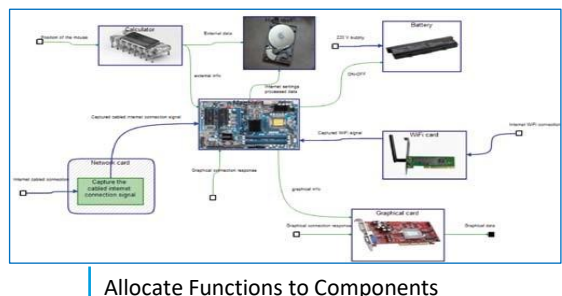 Calculator
External data
Battery
Position of the mouse
220 V supply
ON-OFF
external info
Internet settings
processed data
Captured cabled internet connection signal
Captured WiFi signal
WiFi card
Internet WiFi connection
Network card
Internet cabled connection
Capture the
cabled internet
connection signal
Graphical connection response
graphical info
Graphical card
Graphical connection response
Graphical data
Allocate Functions to Components